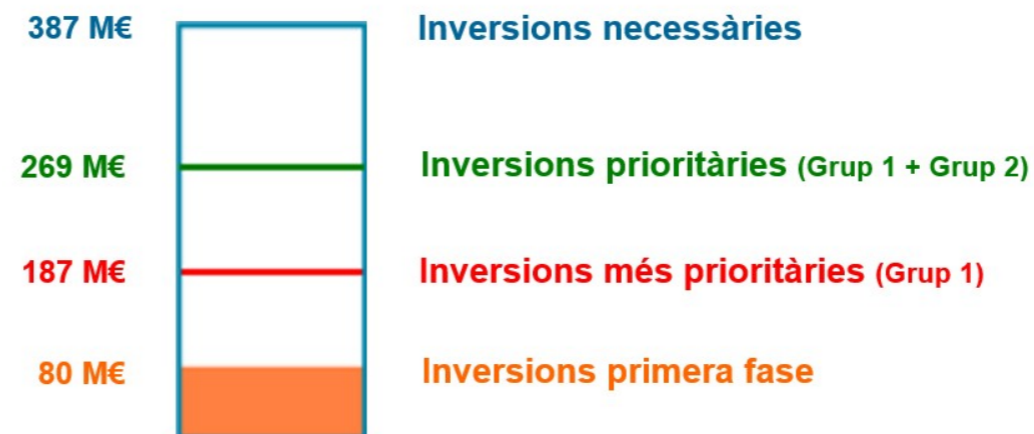 387 M€ Inversions necessàries
269 M€ Inversions prioritàries (Grup 1 + Grup 2)
187 M€ Inversions més prioritàries (Grup 1)
80 M€ Inversions primera fase